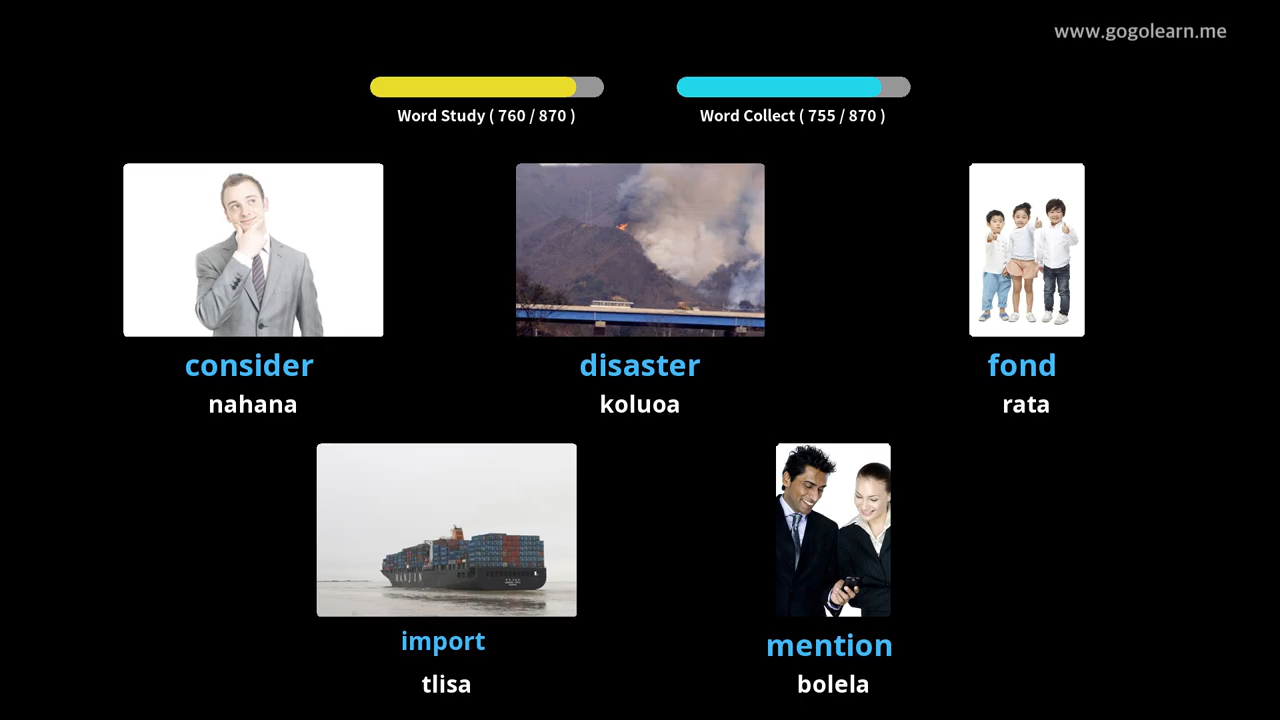 www.gogolearn.me
Word Study ( 760 / 870 )
Word Collect ( 755 / 870 )
consider
nahana
disaster
koluoa
fond
rata
HANJIN
import
tlisa
mention
bolela